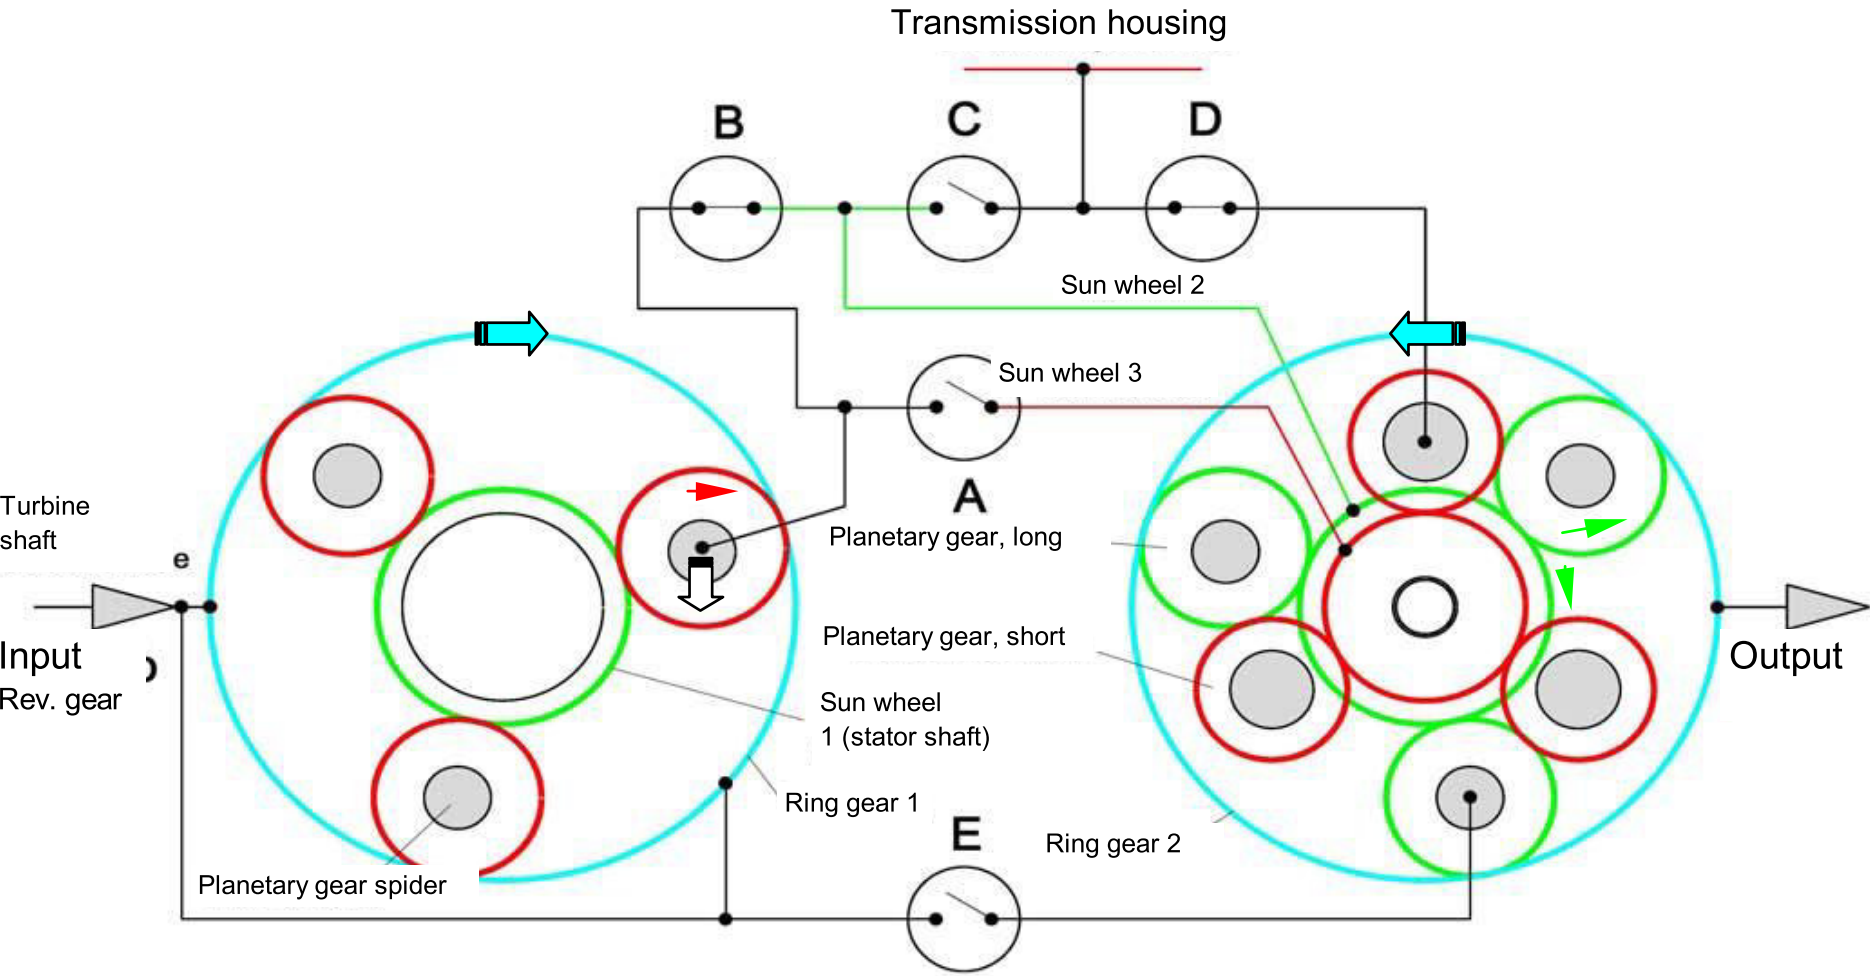 Transmission housing
B
C
D
Sun wheel 2
Sun wheel 3
A
Turbine
shaft
e
Planetary gear, long
Input
Rev. gear
Planetary gear, short
Output
Sun wheel
1 (stator shaft)
Ring gear 1
E
Ring gear 2
Planetary gear spider